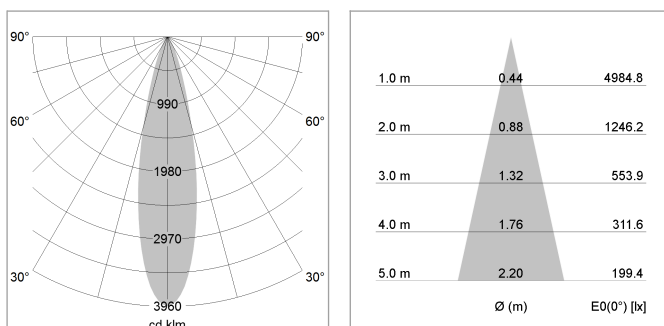 90° 90°
990
60° 60°
1980
2970
30° 30°
3960
cd klm
1.0 m 0.44 4984.8
2.0 m 0.88 1246.2
3.0 m 1.32 553.9
4.0 m 1.76 311.6
5.0 m 2.20 199.4
Ø (m) E0(0°) [lx]